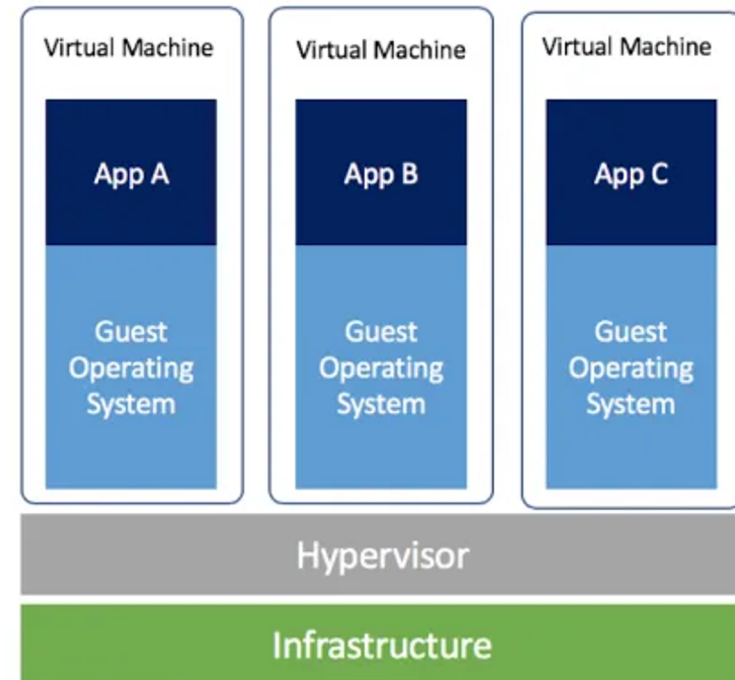 Virtual Machine
Virtual Machine
Virtual Machine
App A
App B
App C
Guest
Operating
System
Guest
Operating
System
Guest
Operating
System
Hypervisor
Infrastructure